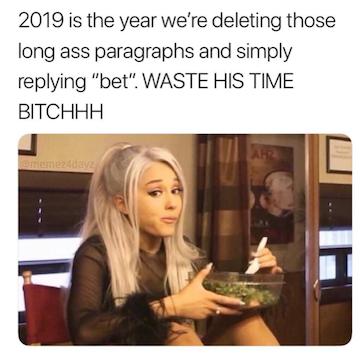 2019 is the year we're deleting those
long ass paragraphs and simply
replying "bet". WASTE HIS TIME
BITCHHH
@memez4dayz